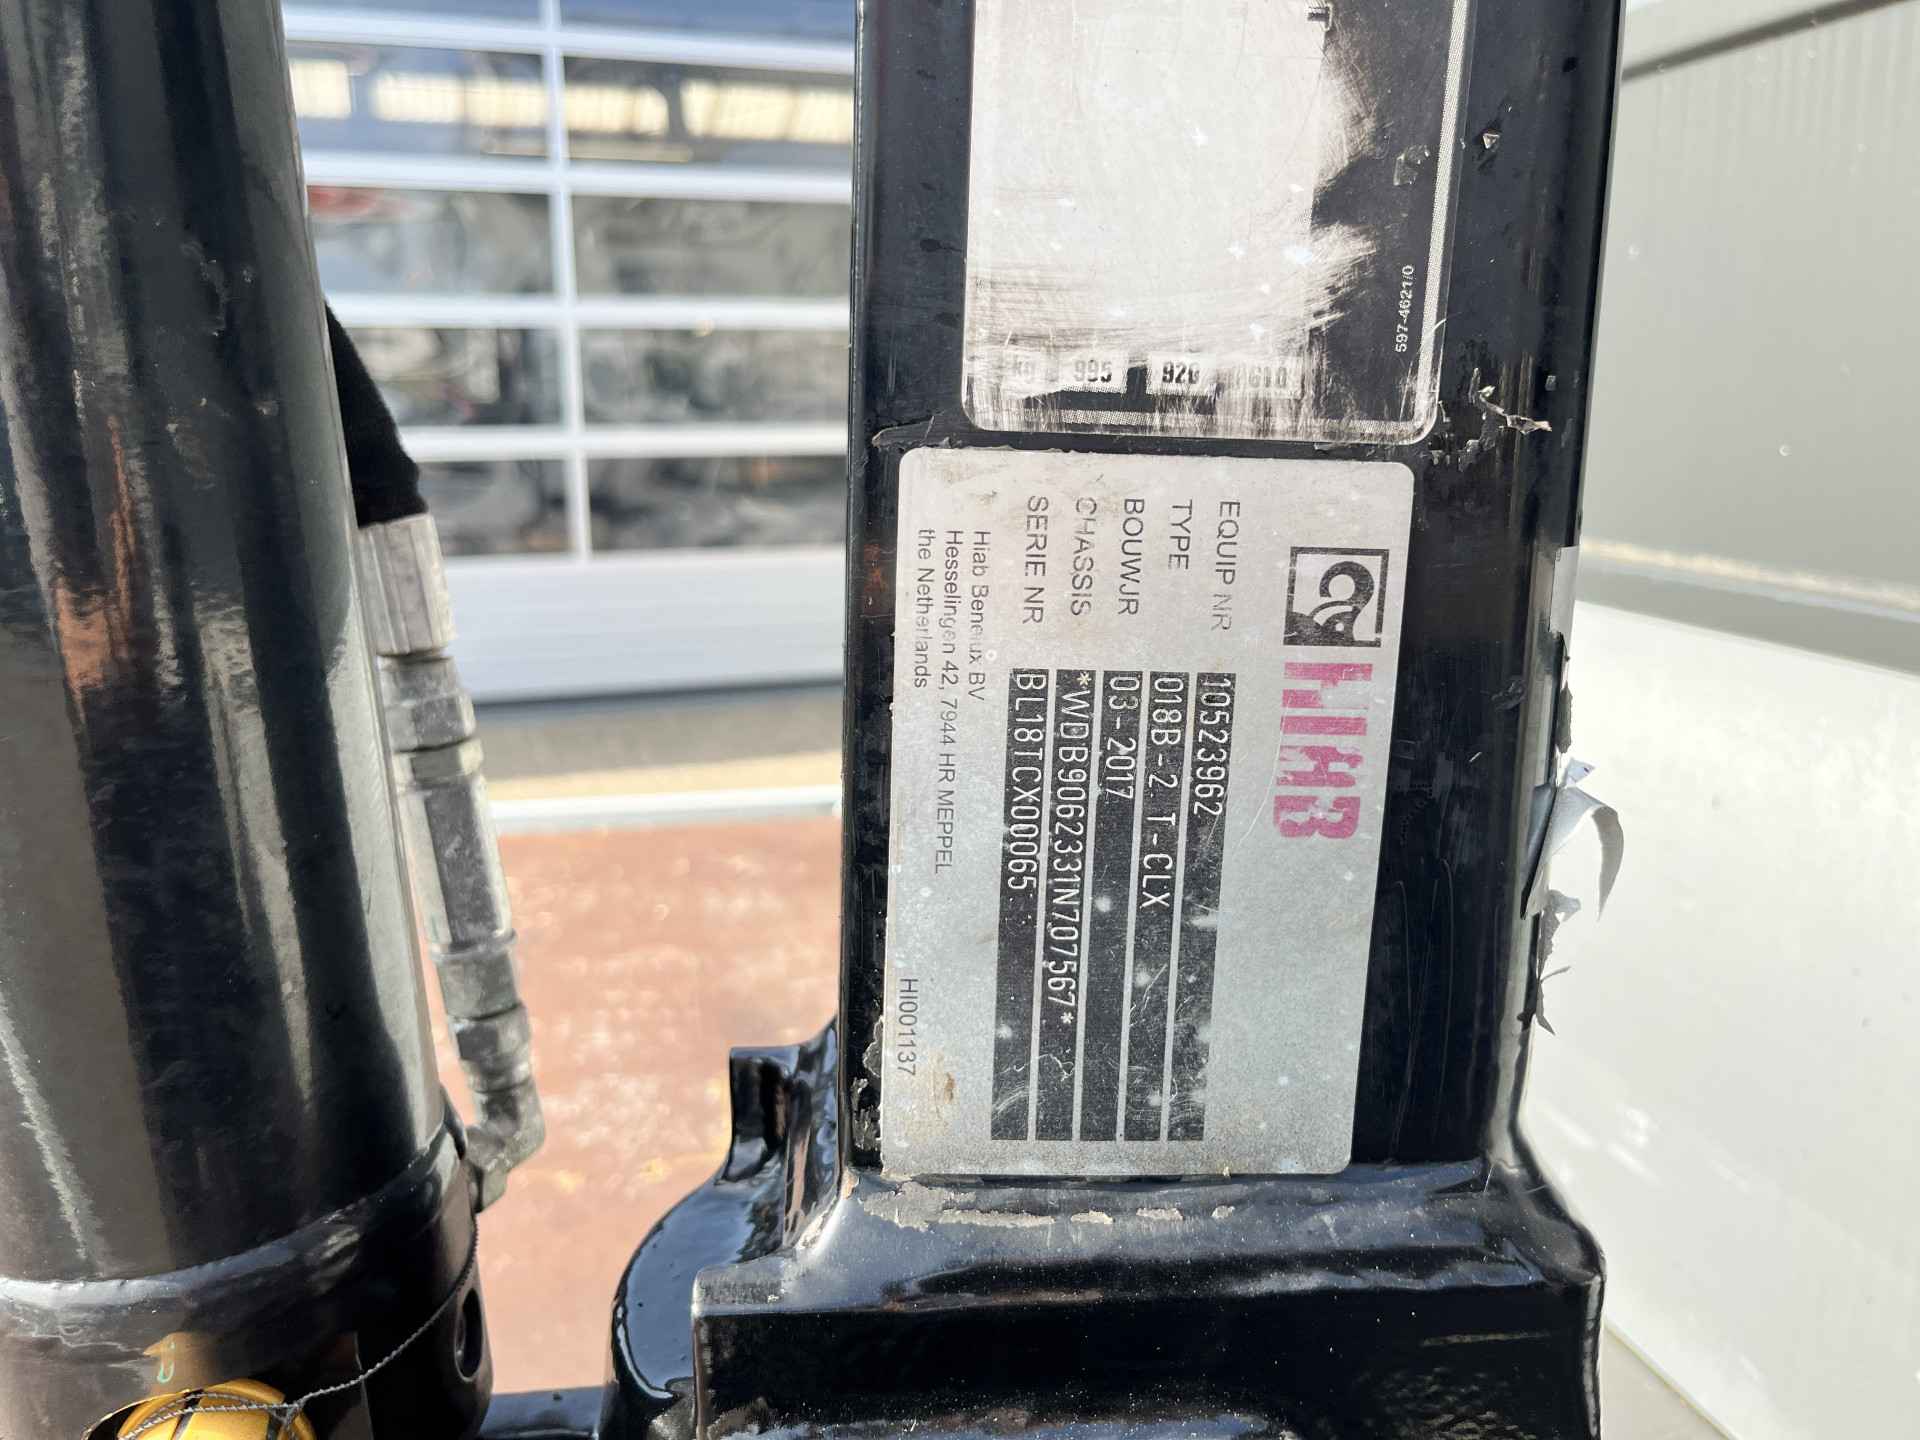 597-4621/0
kg 995 920
HIAB
EQUIP NR 10523962
TYPE 018B-2 T-CLX
BOUWJR 03-2017
CHASSIS *WDB9062331N707567*
SERIE NR BL18TCX00065
Hiab Benelux BV
Hesselingen 42, 7944 HR MEPPEL
the Netherlands
HI001137